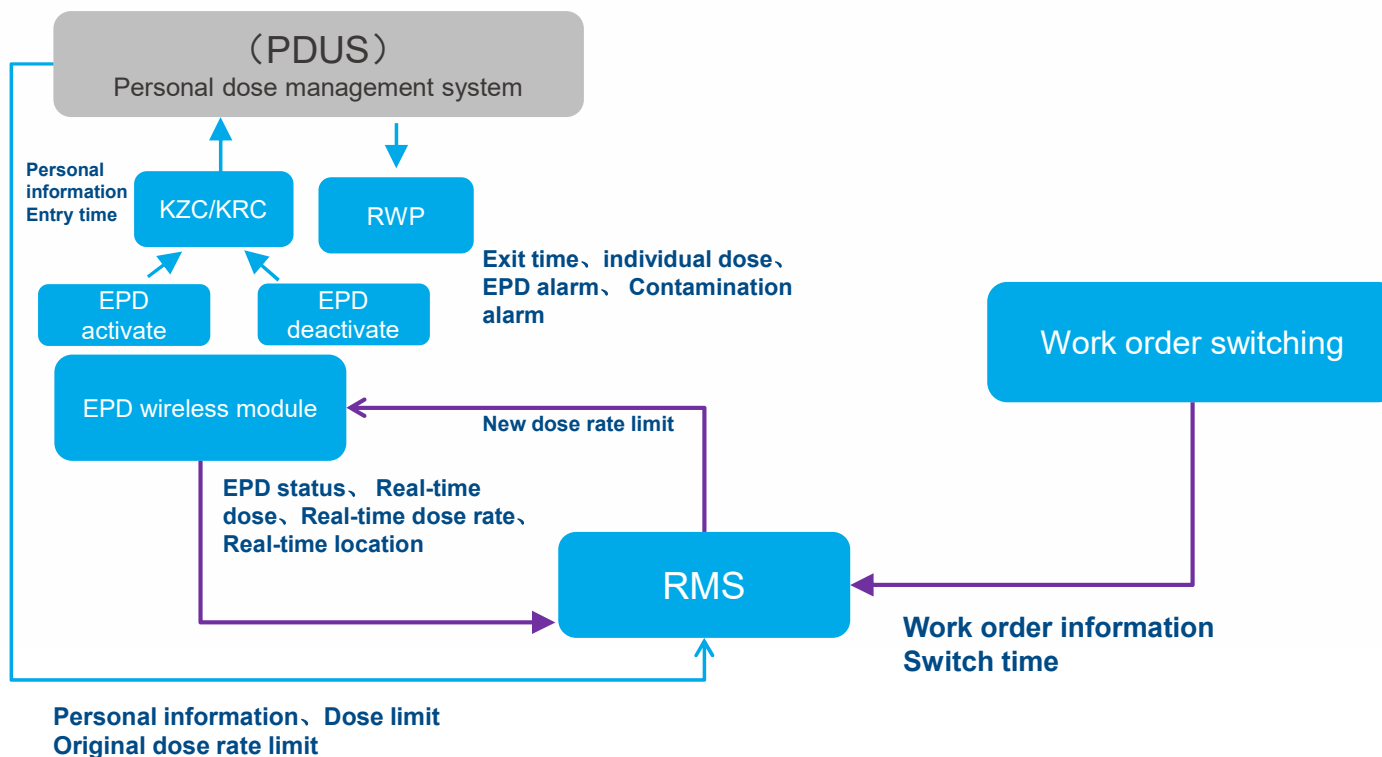 （PDUS）
Personal dose management system
Personal
information
Entry time
KZC/KRC
RWP
Exit time、individual dose、
EPD alarm、 Contamination
alarm
EPD
activate
EPD
deactivate
Work order switching
EPD wireless module
New dose rate limit
EPD status、 Real-time
dose、Real-time dose rate、
Real-time location
RMS
Work order information
Switch time
Personal information、Dose limit
Original dose rate limit